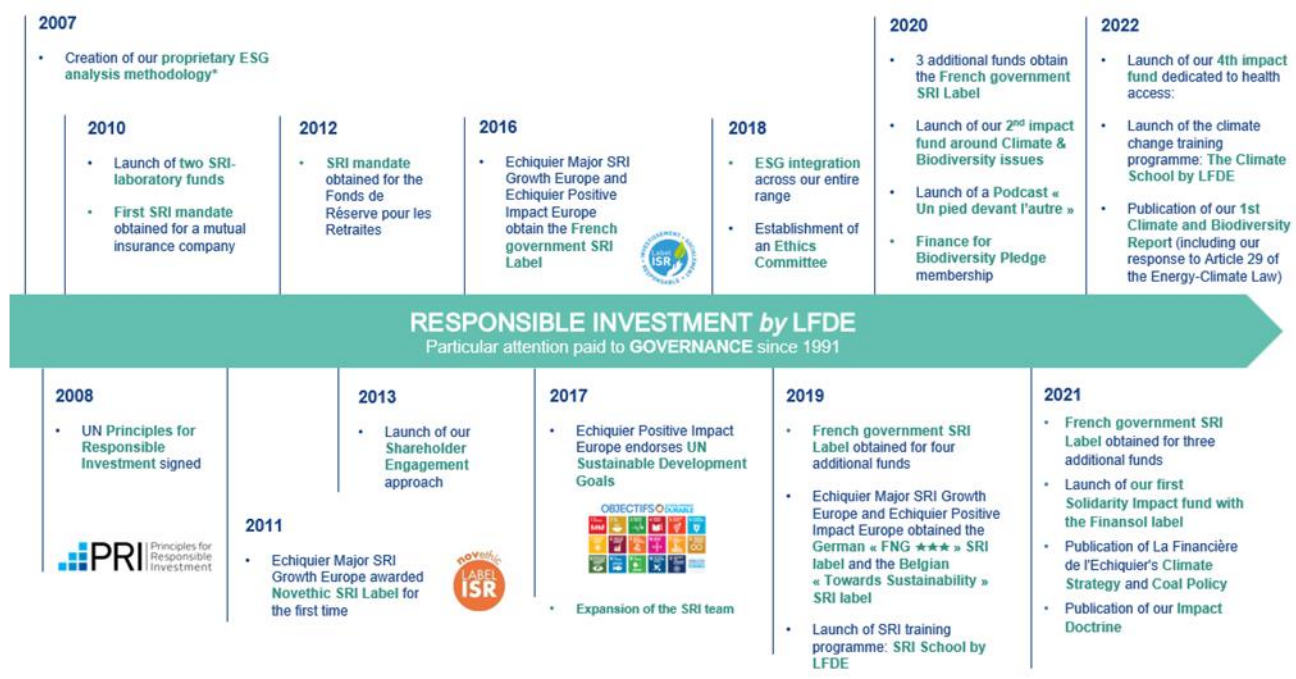 2007
• Creation of our proprietary ESG
analysis methodology*
2010
• Launch of two SRI-
laboratory funds
• First SRI mandate
obtained for a mutual
insurance company
2012
• SRI mandate
obtained for the
Fonds de
Réserve pour les
Retraites
2016
• Echiquier Major SRI
Growth Europe and
Echiquier Positive
Impact Europe
obtain the French
government SRI
Label
INVESTISSEMENT SOCIALEMENT
RESPONSABLE
Label
ISR
2018
• ESG integration
across our entire
range
• Establishment of
an Ethics
Committee
2020
• 3 additional funds obtain
the French government
SRI Label
• Launch of our 2nd impact
fund around Climate &
Biodiversity issues
• Launch of a Podcast «
Un pied devant l'autre »
• Finance for
Biodiversity Pledge
membership
2022
• Launch of our 4th impact
fund dedicated to health
access:
• Launch of the climate
change training
programme: The Climate
School by LFDE
• Publication of our 1st
Climate and Biodiversity
Report (including our
response to Article 29 of
the Energy-Climate Law)
RESPONSIBLE INVESTMENT by LFDE
Particular attention paid to GOVERNANCE since 1991
2008
• UN Principles for
Responsible
Investment signed
PRI
Principles for
Responsible
Investment
2011
• Echiquier Major SRI
Growth Europe awarded
Novethic SRI Label for
the first time
novethic
LABEL
ISR
2013
• Launch of our
Shareholder
Engagement
approach
2017
• Echiquier Positive Impact
Europe endorses UN
Sustainable Development
Goals
OBJECTIFS DURABLE
• Expansion of the SRI team
2019
• French government SRI
Label obtained for four
additional funds
• Echiquier Major SRI Growth
Europe and Echiquier Positive
Impact Europe obtained the
German « FNG ★★★ » SRI
label and the Belgian
« Towards Sustainability »
SRI label
• Launch of SRI training
programme: SRI School by
LFDE
2021
• French government SRI
Label obtained for three
additional funds
• Launch of our first
Solidarity Impact fund with
the Finansol label
• Publication of La Financière
de l'Echiquier's Climate
Strategy and Coal Policy
• Publication of our Impact
Doctrine